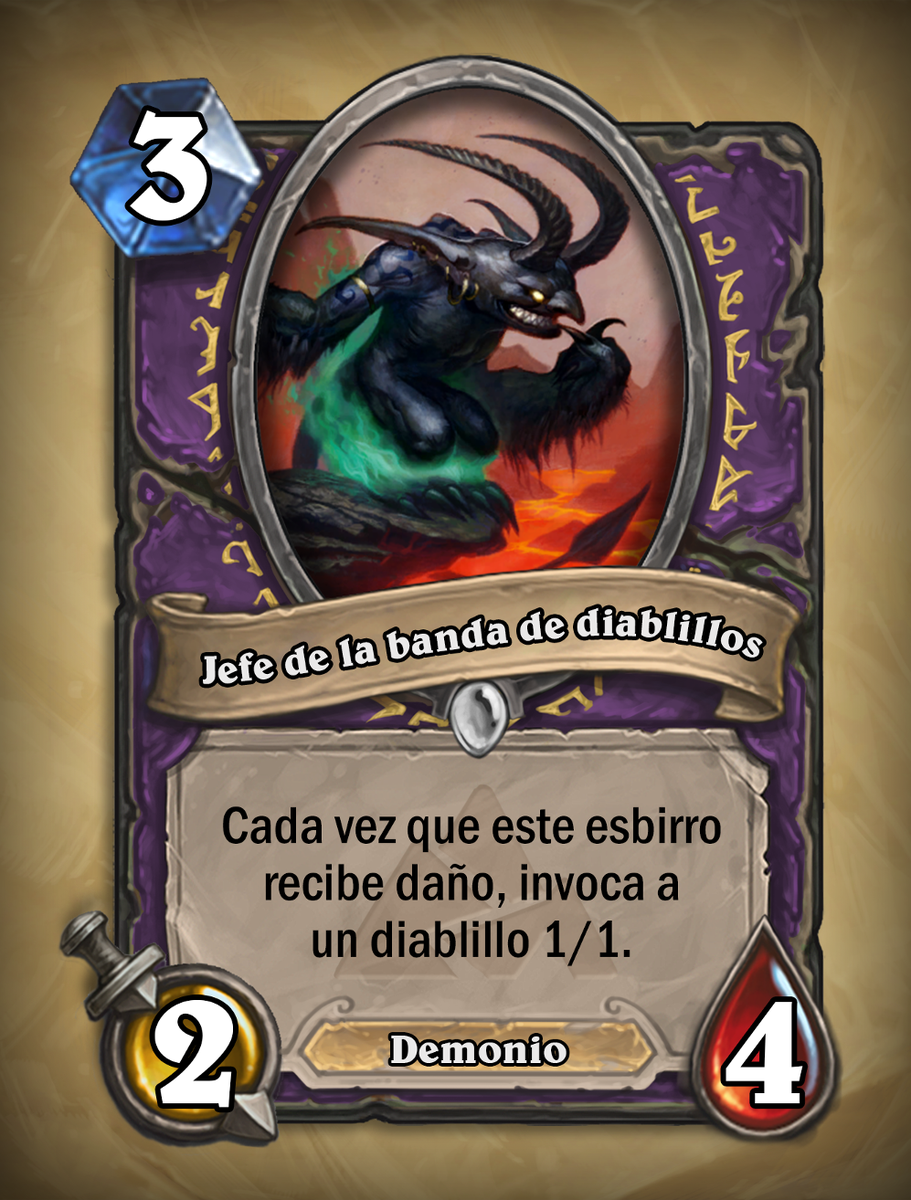 3
Jefe de la banda de diablillos
Cada vez que este esbirro
recibe daño, invoca a
un diablillo 1/1.
Demonio
2
4